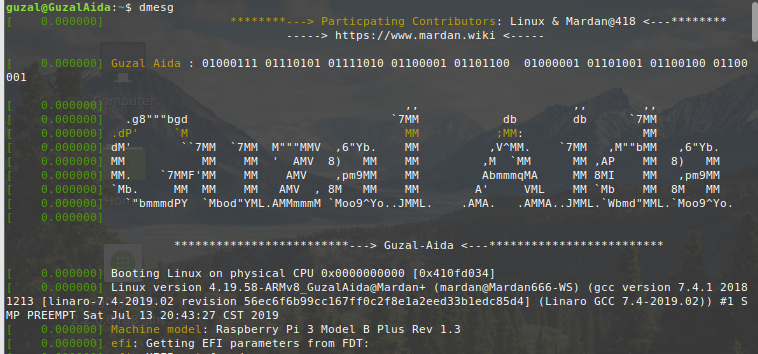 guzal@GuzalAida:~$ dmesg
[    0.000000]                    ********---> Particpating Contributors: Linux & Mardan@418 <---********
                                            -----> https://www.mardan.wiki <-----
[    0.000000] Guzal Aida : 01000111 01110101 01111010 01100001 01101100  01000001 01101001 01100100 01100
001
[    0.000000]                                                ,,                        ,,         ,,
[    0.000000]   .g8"""bgd                               `7MM             db         db       `7MM
[    0.000000] .dP'     `M                                 MM            ;MM:                  MM
[    0.000000] dM'       ``7MM  `7MM  M"""MMV  ,6"Yb.    MM           ,V^MM.    `7MM   ,M""bMM   ,6"Yb.
[    0.000000] MM            MM    MM  '  AMV  8)   MM    MM          ,M  `MM      MM ,AP    MM  8)   MM
[    0.000000] MM.    `7MMF'MM    MM    AMV    ,pm9MM    MM          AbmmmqMA     MM 8MI    MM   ,pm9MM
[    0.000000] `Mb.     MM  MM    MM   AMV  , 8M   MM    MM         A'     VML    MM `Mb    MM  8M   MM
[    0.000000]   `"bmmmdPY  `Mbod"YML.AMMmmmM `Moo9^Yo..JMML.     .AMA.   .AMMA..JMML.`Wbmd"MML.`Moo9^Yo.
[    0.000000]
***************************---> Guzal-Aida <---***************************
[    0.000000] Booting Linux on physical CPU 0x0000000000 [0x410fd034]
[    0.000000] Linux version 4.19.58-ARMv8_GuzalAida@Mardan+ (mardan@Mardan666-WS) (gcc version 7.4.1 2018
1213 [linaro-7.4-2019.02 revision 56ec6f6b99cc167ff0c2f8e1a2eed33b1edc85d4] (Linaro GCC 7.4-2019.02)) #1 S
MP PREEMPT Sat Jul 13 20:43:27 CST 2019
[    0.000000] Machine model: Raspberry Pi 3 Model B Plus Rev 1.3
[    0.000000] efi: Getting EFI parameters from FDT: